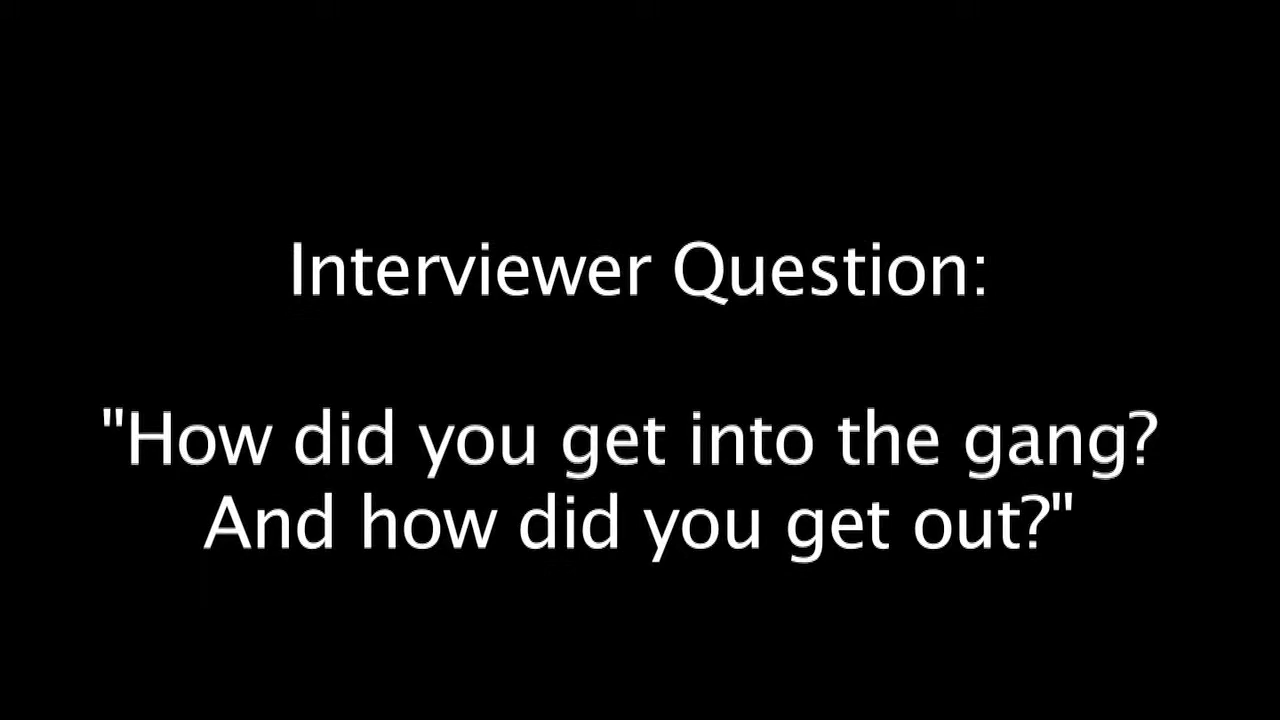 Interviewer Question:
"How did you get into the gang?
And how did you get out?"